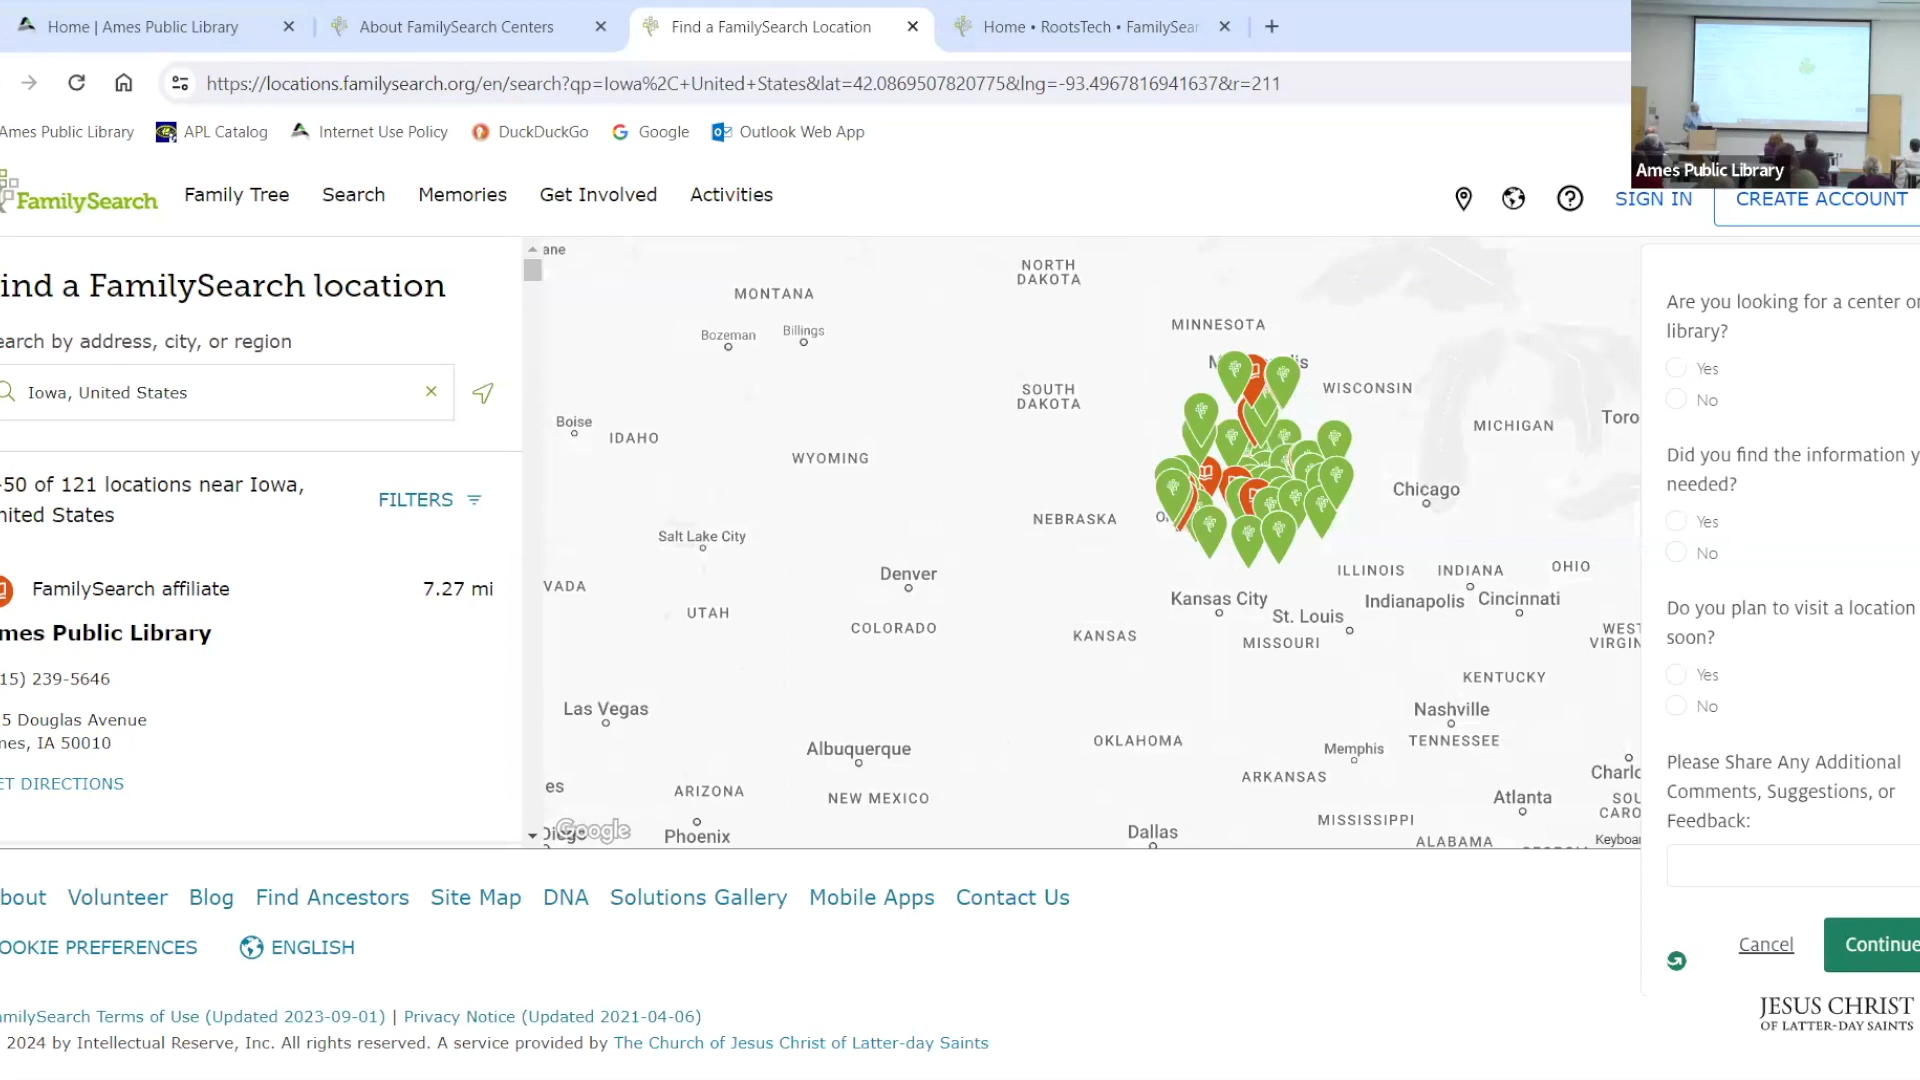 Home | Ames Public Library
About FamilySearch Centers
Find a FamilySearch Location
Home • RootsTech • FamilySear
https://locations.familysearch.org/en/search?qp=Iowa%2C+United+States&lat=42.0869507820775&lng=-93.4967816941637&r=211
Ames Public Library
APL Catalog
Internet Use Policy
DuckDuckGo
Google
Outlook Web App
Ames Public Library
FamilySearch
Family Tree
Search
Memories
Get Involved
Activities
SIGN IN
CREATE ACCOUNT
ind a FamilySearch location
earch by address, city, or region
Iowa, United States
-50 of 121 locations near Iowa,
nited States
FILTERS
FamilySearch affiliate
7.27 mi
mes Public Library
15) 239-5646
5 Douglas Avenue
mes, IA 50010
ET DIRECTIONS
ane
MONTANA
NORTH
DAKOTA
Bozeman
Billings
MINNESOTA
SOUTH
DAKOTA
WISCONSIN
Boise
IDAHO
MICHIGAN
Toro
WYOMING
Chicago
NEBRASKA
Salt Lake City
Denver
ILLINOIS
INDIANA
OHIO
VADA
UTAH
COLORADO
Kansas City
St. Louis
Indianapolis
Cincinnati
KANSAS
MISSOURI
WEST
VIRGIN
KENTUCKY
Las Vegas
Nashville
Albuquerque
OKLAHOMA
Memphis
TENNESSEE
es
ARIZONA
NEW MEXICO
ARKANSAS
Charlo
Atlanta
SOU
CARO
Diego
Google
Phoenix
Dallas
MISSISSIPPI
ALABAMA
Keyboar
Are you looking for a center or
library?
Yes
No
Did you find the information y
needed?
Yes
No
Do you plan to visit a location
soon?
Yes
No
Please Share Any Additional
Comments, Suggestions, or
Feedback:
Cancel
Continue
bout
Volunteer
Blog
Find Ancestors
Site Map
DNA
Solutions Gallery
Mobile Apps
Contact Us
OOKIE PREFERENCES
ENGLISH
amilySearch Terms of Use (Updated 2023-09-01) | Privacy Notice (Updated 2021-04-06)
2024 by Intellectual Reserve, Inc. All rights reserved. A service provided by The Church of Jesus Christ of Latter-day Saints
JESUS CHRIST
OF LATTER-DAY SAINTS